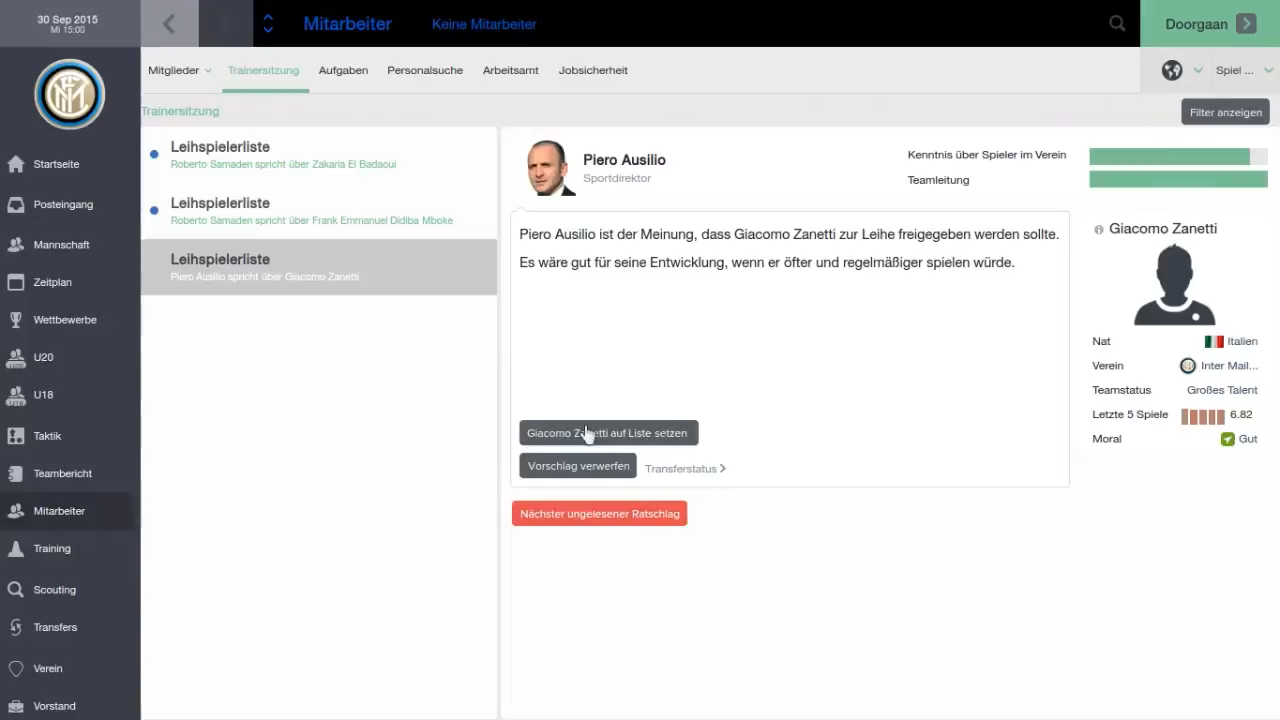 30 Sep 2015
Mi 15:00
Mitarbeiter
Keine Mitarbeiter
Doorgaan
Mitglieder
Trainersitzung
Aufgaben
Personalsuche
Arbeitsamt
Jobsicherheit
Spiel ...
Trainersitzung
Filter anzeigen
Startseite
Posteingang
Mannschaft
Zeitplan
Wettbewerbe
U20
U18
Taktik
Teambericht
Mitarbeiter
Training
Scouting
Transfers
Verein
Vorstand
Leihspielerliste
Roberto Samaden spricht über Zakaria El Badaoui
Leihspielerliste
Roberto Samaden spricht über Frank Emmanuel Didiba Mboke
Leihspielerliste
Piero Ausilio spricht über Giacomo Zanetti
Piero Ausilio
Sportdirektor
Kenntnis über Spieler im Verein
Teamleitung
Piero Ausilio ist der Meinung, dass Giacomo Zanetti zur Leihe freigegeben werden sollte.
Es wäre gut für seine Entwicklung, wenn er öfter und regelmäßiger spielen würde.
Giacomo Zanetti auf Liste setzen
Vorschlag verwerfen
Transferstatus
Nächster ungelesener Ratschlag
Giacomo Zanetti
Nat Italien
Verein Inter Mail...
Teamstatus Großes Talent
Letzte 5 Spiele 6.82
Moral Gut